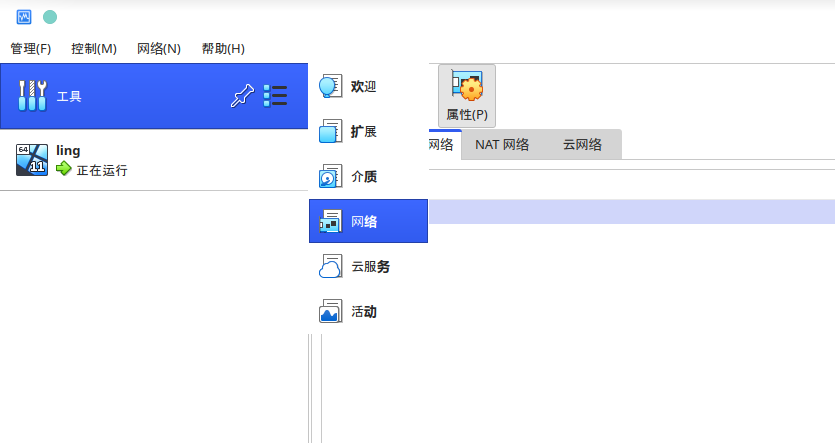 管理(F) 控制(M) 网络(N) 帮助(H)
工具
ling
正在运行
64
11
欢迎
扩展
介质
网络
云服务
活动
属性(P)
网络 NAT 网络 云网络